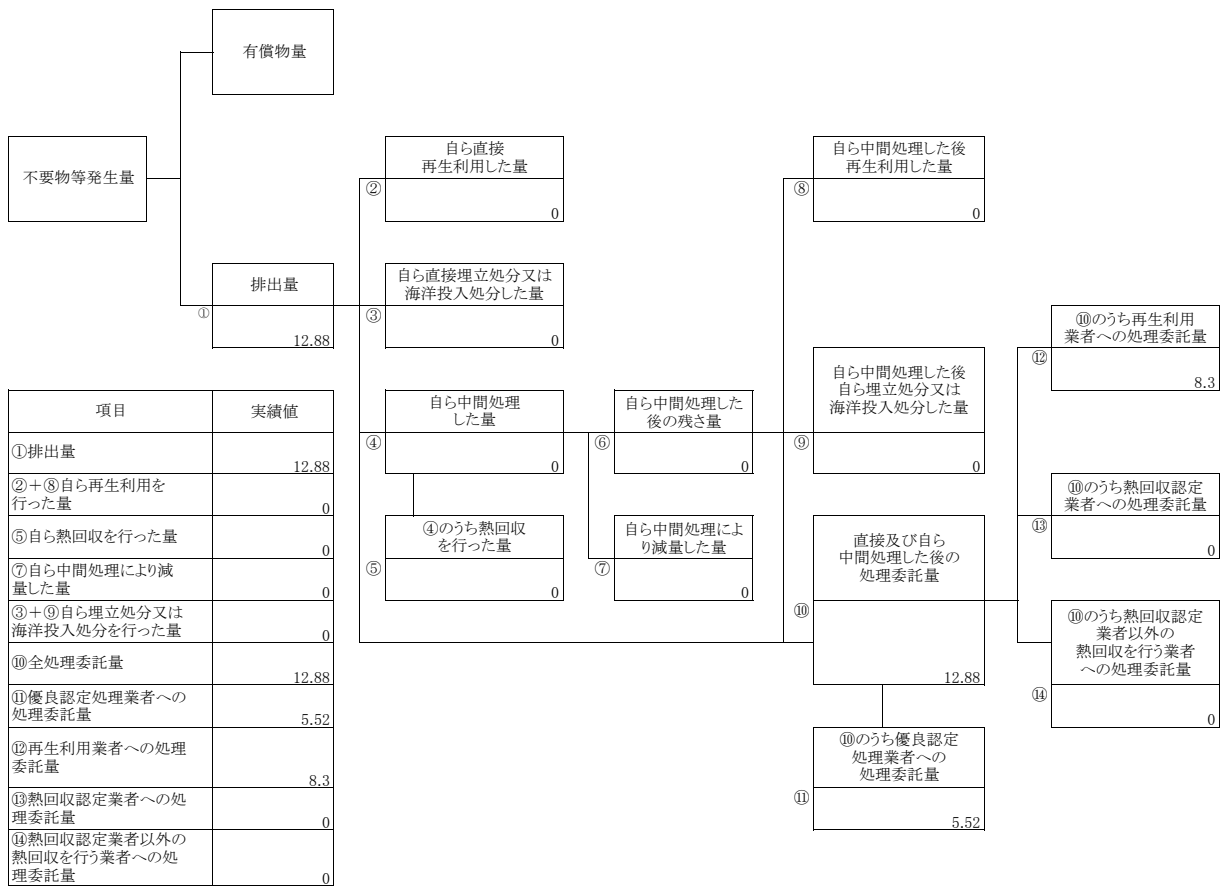 有償物量
不要物等発生量
排出量
①
12.88
自ら直接
再生利用した量
②
0
自ら直接埋立処分又は
海洋投入処分した量
③
0
自ら中間処理
した量
④
0
④のうち熱回収
を行った量
⑤
0
自ら中間処理した
後の残さ量
⑥
0
自ら中間処理によ
り減量した量
⑦
0
自ら中間処理した後
再生利用した量
⑧
0
自ら中間処理した後
自ら埋立処分又は
海洋投入処分した量
⑨
0
直接及び自ら
中間処理した後の
処理委託量
⑩
12.88
⑩のうち優良認定
処理業者への
処理委託量
⑪
5.52
⑩のうち再生利用
業者への処理委託量
⑫
8.3
⑩のうち熱回収認定
業者への処理委託量
⑬
0
⑩のうち熱回収認定
業者以外の
熱回収を行う業者
への処理委託量
⑭
0
項目 実績値
①排出量
12.88
②+⑧自ら再生利用を
行った量
0
⑤自ら熱回収を行った量
0
⑦自ら中間処理により減
量した量
0
③+⑨自ら埋立処分又は
海洋投入処分を行った量
0
⑩全処理委託量
12.88
⑪優良認定処理業者への
処理委託量
5.52
⑫再生利用業者への処理
委託量
8.3
⑬熱回収認定業者への処
理委託量
0
⑭熱回収認定業者以外の
熱回収を行う業者への処
理委託量
0